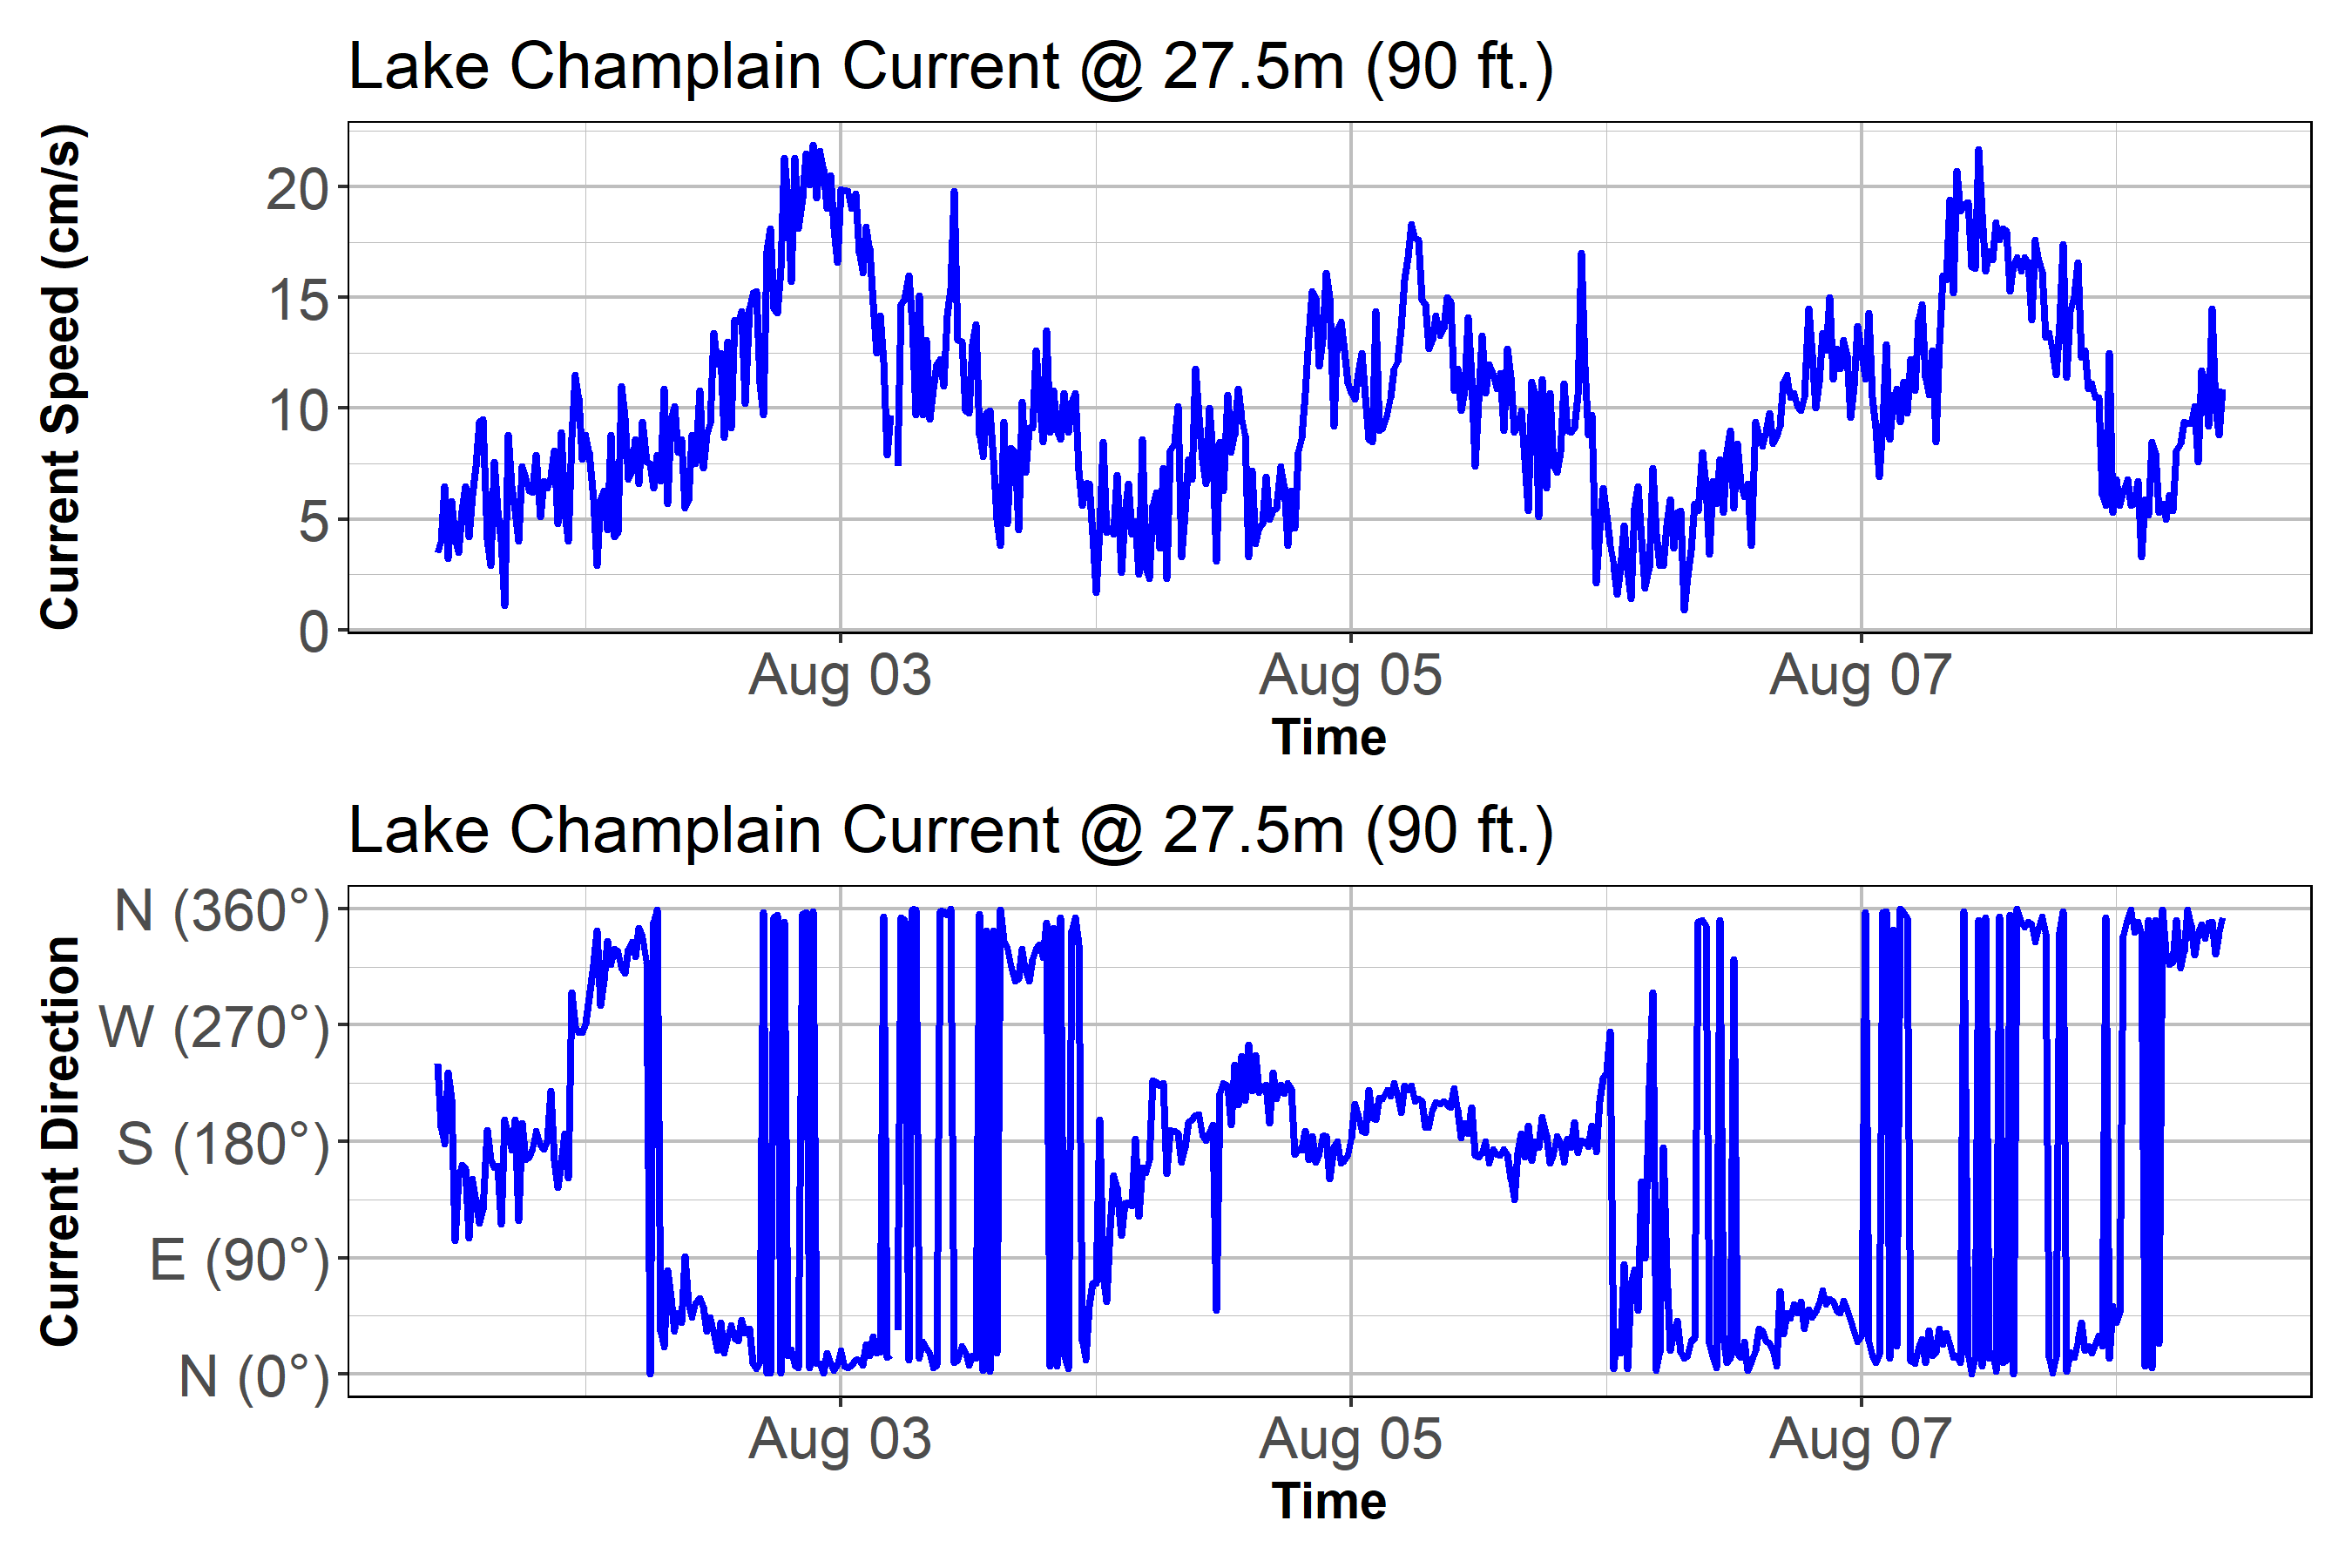 Lake Champlain Current @ 27.5m (90 ft.)
Current Speed (cm/s)
20
15
10
5
0
Aug 03 Aug 05 Aug 07
Time
Lake Champlain Current @ 27.5m (90 ft.)
Current Direction
N (360°)
W (270°)
S (180°)
E (90°)
N (0°)
Aug 03 Aug 05 Aug 07
Time